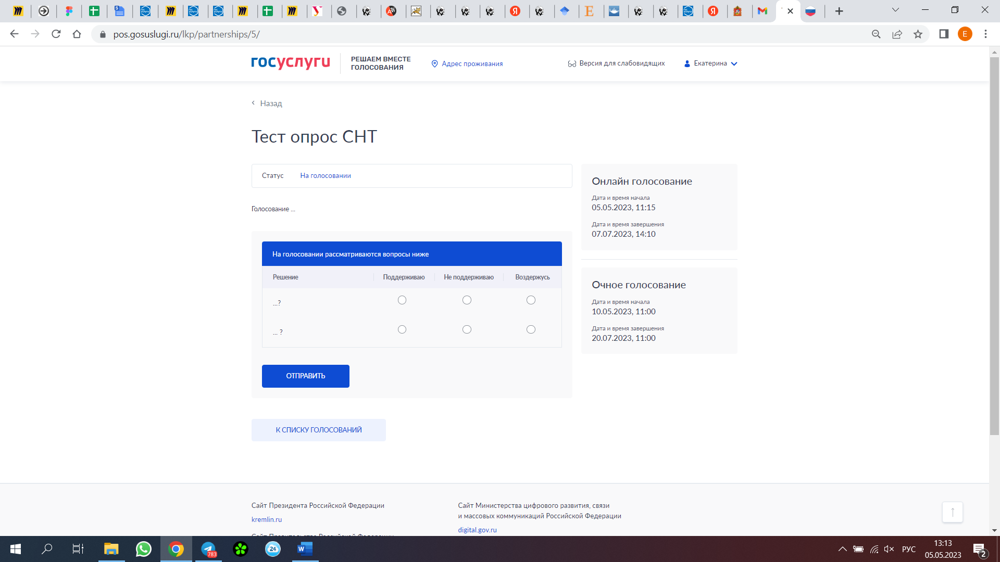 pos.gosuslugi.ru/lkp/partnerships/5/
E
госуслуги
РЕШАЕМ ВМЕСТЕ
ГОЛОСОВАНИЯ
Адрес проживания
Версия для слабовидящих
Екатерина
Назад
Тест опрос СНТ
Статус
На голосовании
Голосование ...
На голосовании рассматриваются вопросы ниже
Решение
Поддерживаю
Не поддерживаю
Воздержусь
...?
... ?
ОТПРАВИТЬ
К СПИСКУ ГОЛОСОВАНИЙ
Онлайн голосование
Дата и время начала
05.05.2023, 11:15
Дата и время завершения
07.07.2023, 14:10
Очное голосование
Дата и время начала
10.05.2023, 11:00
Дата и время завершения
20.07.2023, 11:00
Сайт Президента Российской Федерации
kremlin.ru
Сайт Правительства Российской Федерации
Сайт Министерства цифрового развития, связи
и массовых коммуникаций Российской Федерации
digital.gov.ru
783
24
W
РУС
13:13
05.05.2023
2